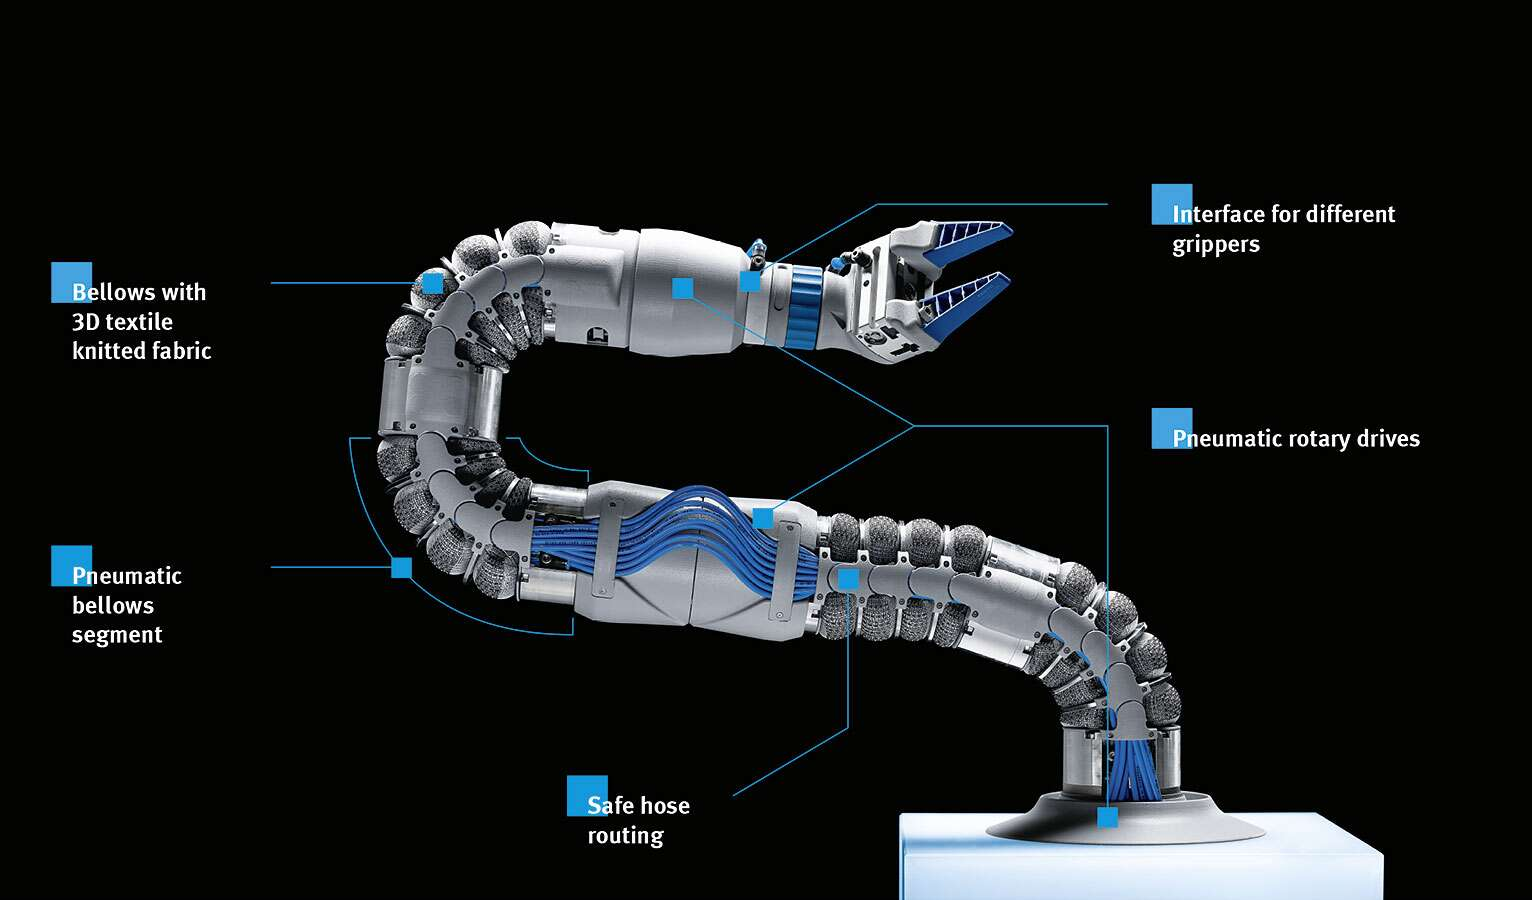 Interface for different
grippers
Bellows with
3D textile
knitted fabric
Pneumatic rotary drives
Pneumatic
bellows
segment
Safe hose
routing